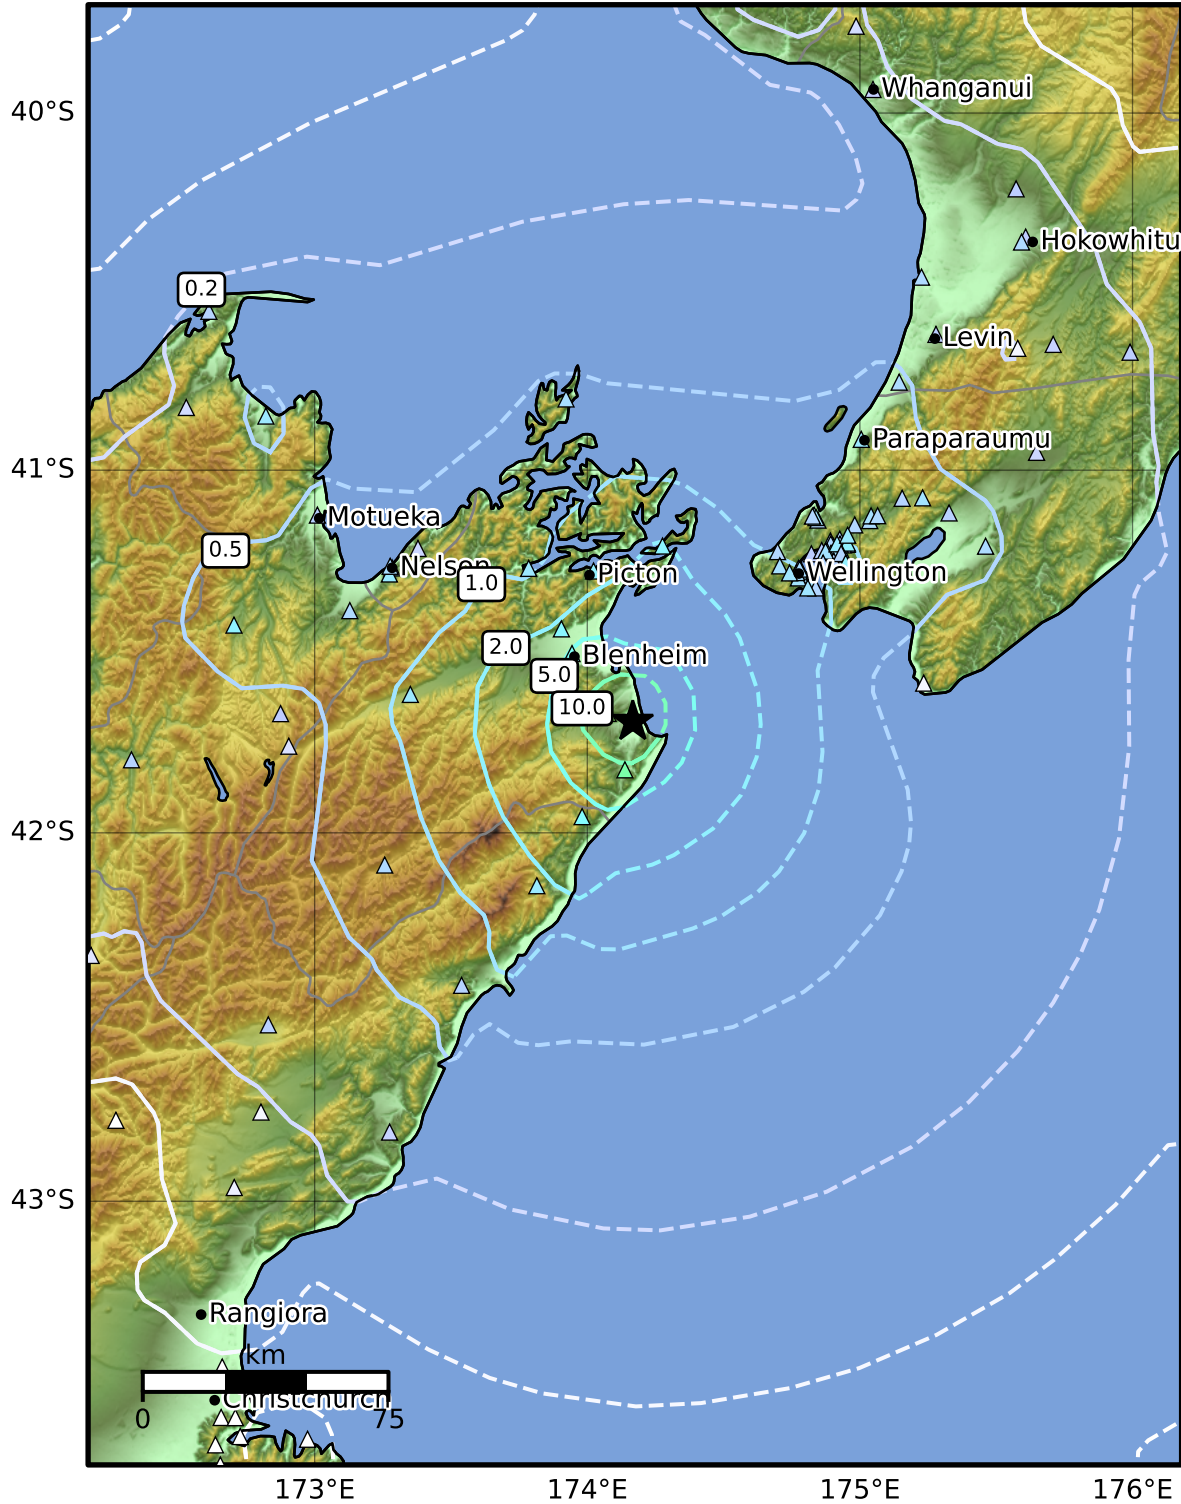 40°S
41°S
42°S
43°S
Whanganui
Hokowhitu
0.2
Levin
Paraparaumu
Motueka
0.5
Nelson
1.0
Picton
Wellington
2.0
Blenheim
5.0
10.0
Rangiora
km
Christchurch
0
75
173°E
174°E
175°E
176°E